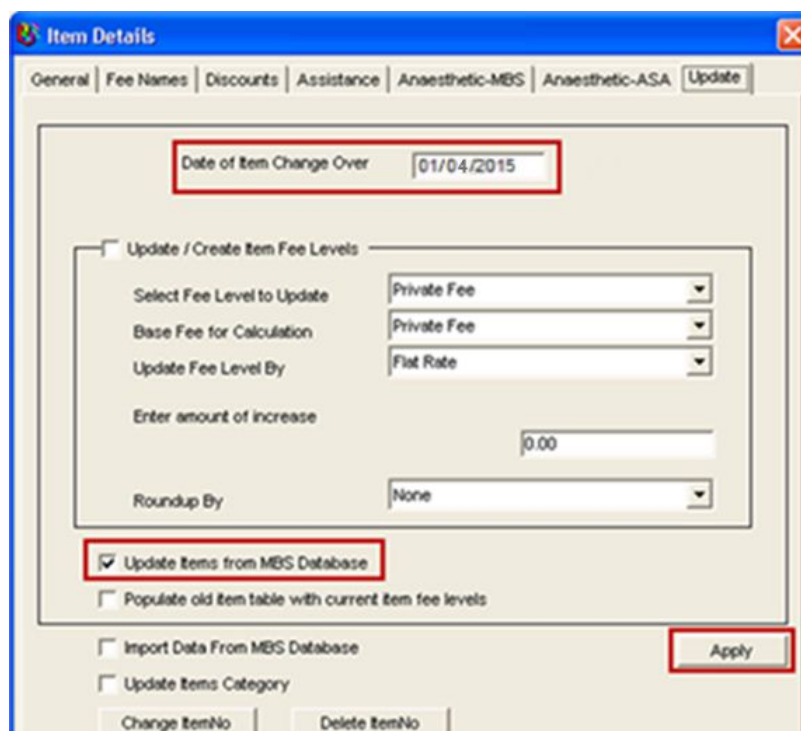 Item Details
General Fee Names Discounts Assistance Anaesthetic-MBS Anaesthetic-ASA Update
Date of Item Change Over 01/04/2015
Update / Create Item Fee Levels
Select Fee Level to Update Private Fee
Base Fee for Calculation Private Fee
Update Fee Level By Flat Rate
Enter amount of increase
0.00
Roundup By None
Update Items from MBS Database
Populate old item table with current item fee levels
Import Data From MBS Database Apply
Update Items Category
Change ItemNo Delete ItemNo